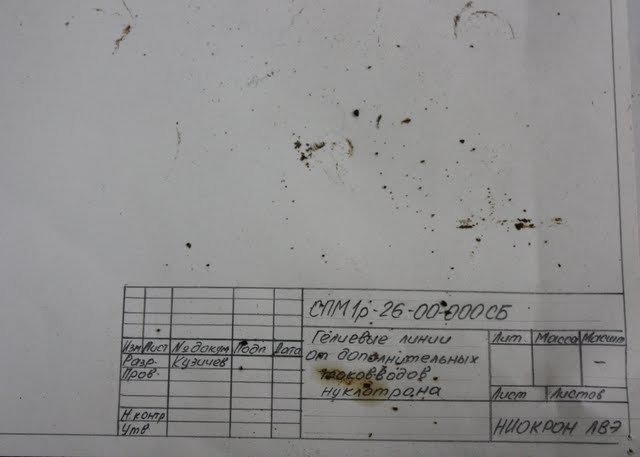 СПМ1р-26-00-000СБ
Гелиевые линии
от дополнительных
токовводов
нуклотрона
Лит. Масса Масшт
–
Лист Листов
НИОКРОН ЛВЭ
Изм Лист № докум Подп Дата
Разр. Кузичев
Пров.
Н.контр
Утв